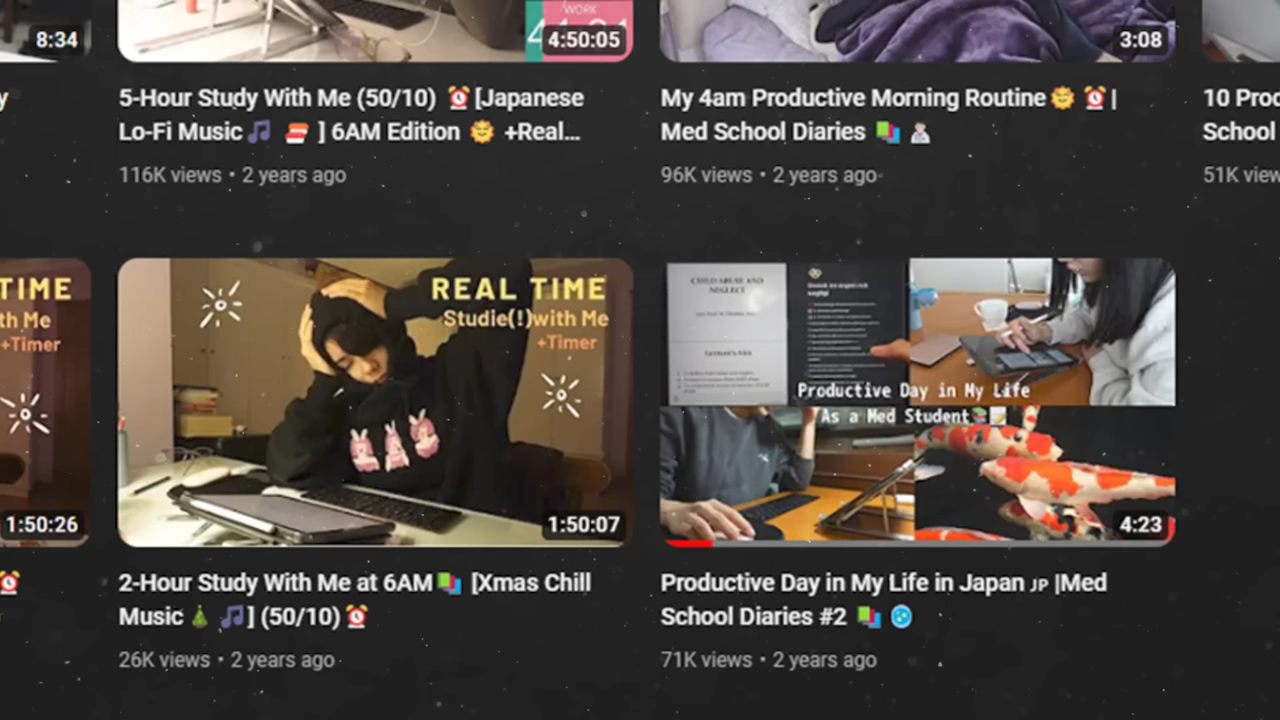 8:34
WORK
4:50:05
3:08
5-Hour Study With Me (50/10) ⏰ [Japanese
Lo-Fi Music🎵 📚 ] 6AM Edition 🌞 +Real...
116K views • 2 years ago
My 4am Productive Morning Routine🌞 ⏰ |
Med School Diaries 📚 👨‍⚕️
96K views • 2 years ago
10 Proc
School
51K view
TIME
th Me
+Timer
1:50:26
REAL TIME
Studie(!)with Me
+Timer
1:50:07
CHILD ABUSE AND
NEGLECT
Productive Day in My Life
As a Med Student
4:23
2-Hour Study With Me at 6AM📚 [Xmas Chill
Music🎄 🎵] (50/10)⏰
26K views • 2 years ago
Productive Day in My Life in Japan JP |Med
School Diaries #2 📚 🧫
71K views • 2 years ago